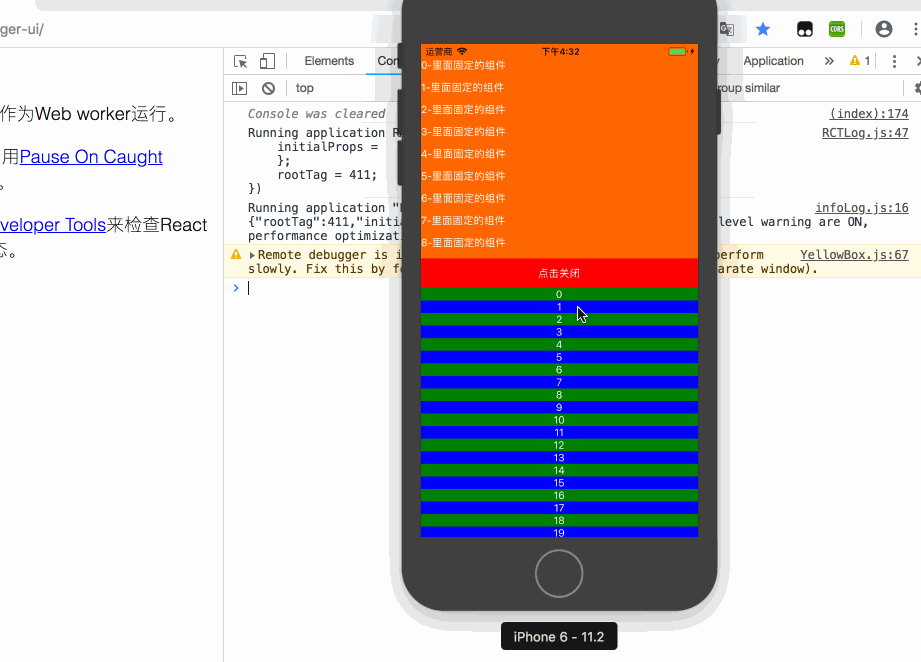 ger-ui/
Elements
Con
Application
1
top
roup similar
作为Web worker运行。
用Pause On Caught
。
veloper Tools来检查React
态。
Console was cleared
(index):174
Running application R
RCTLog.js:47
initialProps =
};
rootTag = 411;
})
Running application "
infoLog.js:16
{"rootTag":411,"initia
level warning are ON,
performance optimizati
Remote debugger is i
perform
YellowBox.js:67
slowly. Fix this by f
arate window).
运营商
下午4:32
0-里面固定的组件
1-里面固定的组件
2-里面固定的组件
3-里面固定的组件
4-里面固定的组件
5-里面固定的组件
6-里面固定的组件
7-里面固定的组件
8-里面固定的组件
点击关闭
0
1
2
3
4
5
6
7
8
9
10
11
12
13
14
15
16
17
18
19
iPhone 6 - 11.2